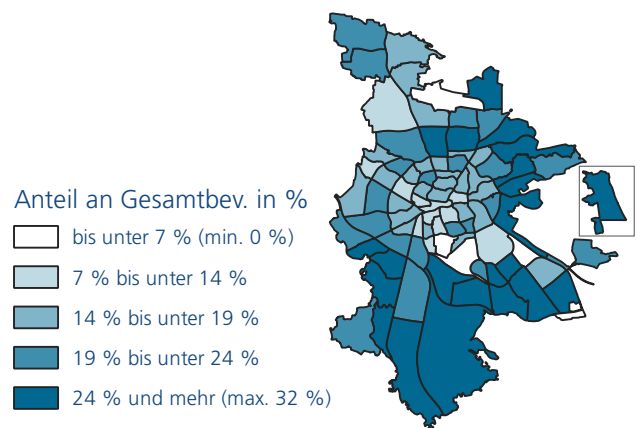 Anteil an Gesamtbev. in %
bis unter 7 % (min. 0 %)
7 % bis unter 14 %
14 % bis unter 19 %
19 % bis unter 24 %
24 % und mehr (max. 32 %)